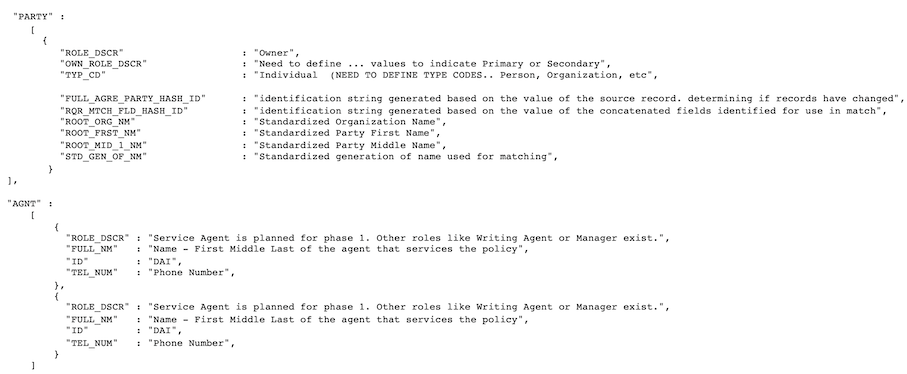 "PARTY" :
[
{
"ROLE_DSCR" : "Owner",
"OWN_ROLE_DSCR" : "Need to define ... values to indicate Primary or Secondary",
"TYP_CD" : "Individual (NEED TO DEFINE TYPE CODES.. Person, Organization, etc",
"FULL_AGRE_PARTY_HASH_ID" : "identification string generated based on the value of the source record. determining if records have changed",
"RQR_MTCH_FLD_HASH_ID" : "identification string generated based on the value of the concatenated fields identified for use in match",
"ROOT_ORG_NM" : "Standardized Organization Name",
"ROOT_FRST_NM" : "Standardized Party First Name",
"ROOT_MID_1_NM" : "Standardized Party Middle Name",
"STD_GEN_OF_NM" : "Standardized generation of name used for matching",
}
],
"AGNT" :
[
{
"ROLE_DSCR" : "Service Agent is planned for phase 1. Other roles like Writing Agent or Manager exist.",
"FULL_NM" : "Name - First Middle Last of the agent that services the policy",
"ID" : "DAI",
"TEL_NUM" : "Phone Number",
},
{
"ROLE_DSCR" : "Service Agent is planned for phase 1. Other roles like Writing Agent or Manager exist.",
"FULL_NM" : "Name - First Middle Last of the agent that services the policy",
"ID" : "DAI",
"TEL_NUM" : "Phone Number",
}
]